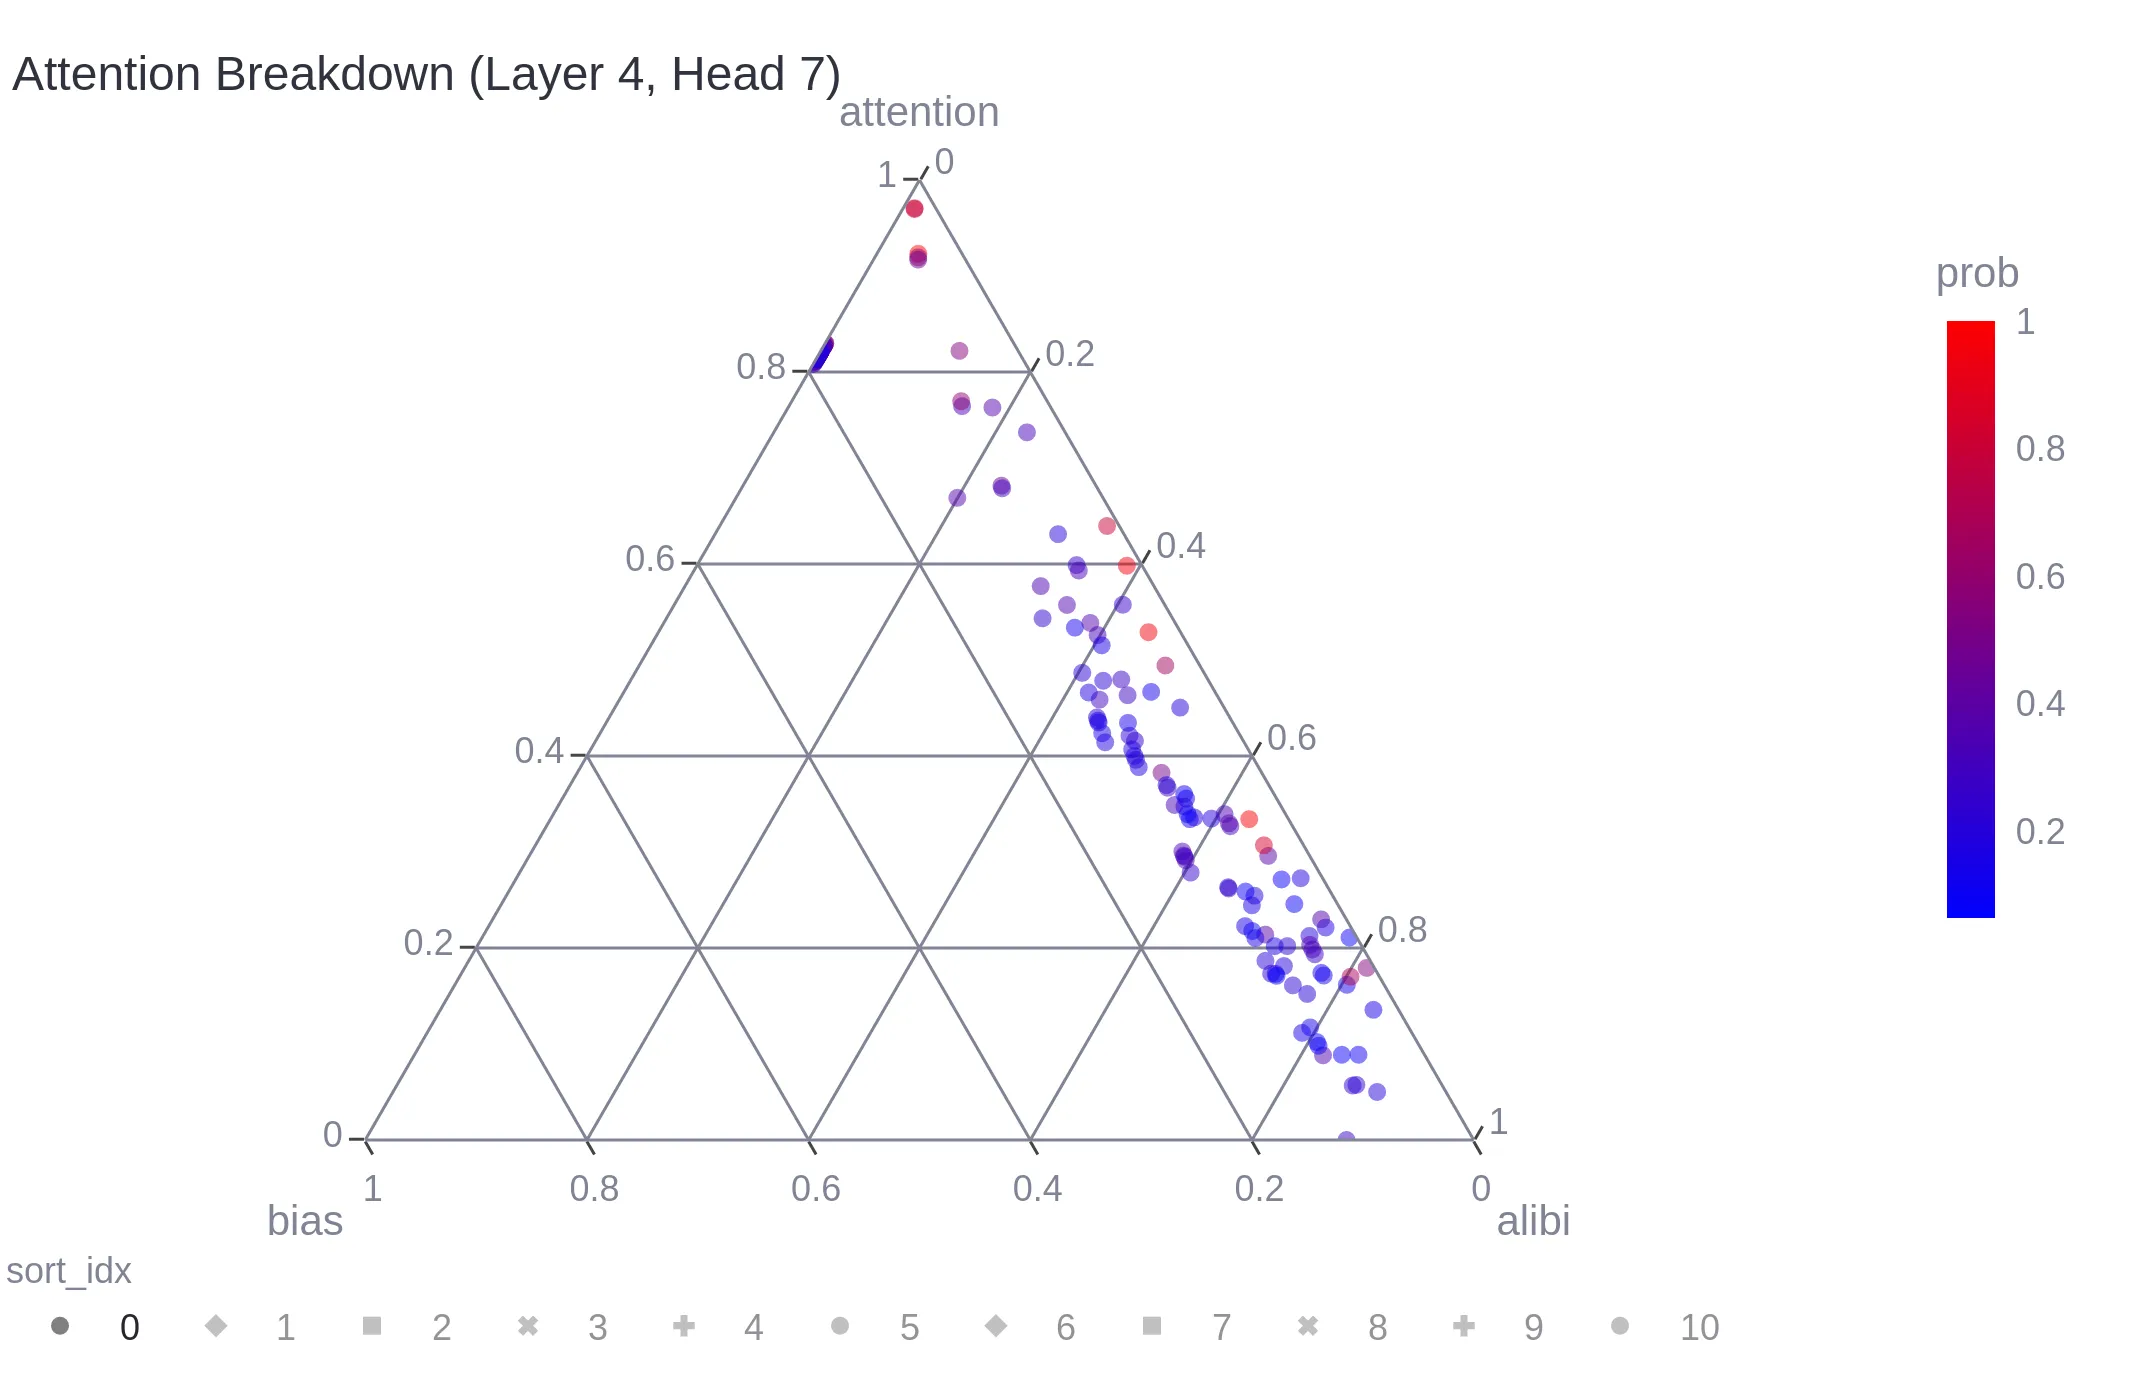 Attention Breakdown (Layer 4, Head 7)
attention
1 0
0.8 0.2
0.6 0.4
0.4 0.6
0.2 0.8
0 1
1 0.8 0.6 0.4 0.2 0
bias alibi
prob
1
0.8
0.6
0.4
0.2
sort_idx
0 1 2 3 4 5 6 7 8 9 10